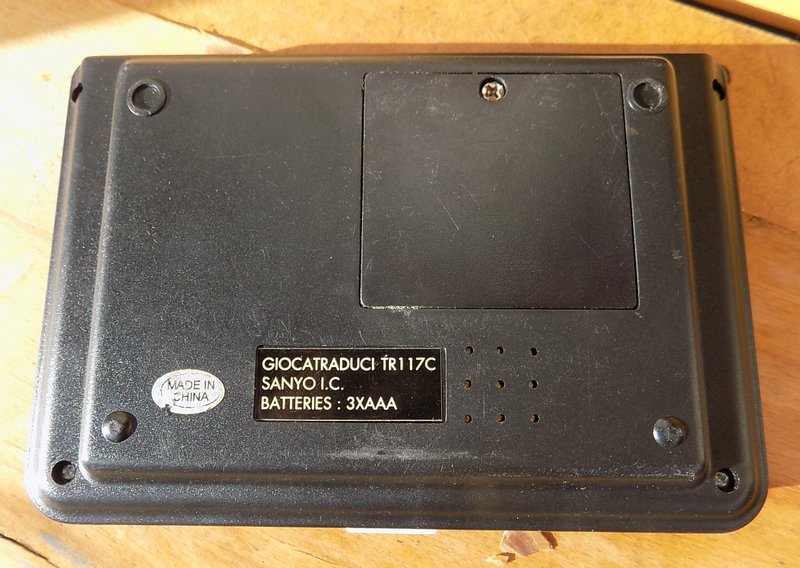 MADE IN
CHINA
GIOCATRADUCI TR117C
SANYO I.C.
BATTERIES : 3XAAA